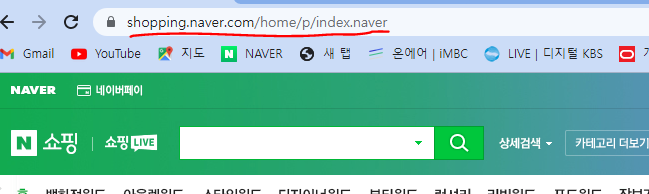 shopping.naver.com/home/p/index.naver
Gmail YouTube 지도 NAVER 새 탭 온에어 | iMBC LIVE | 디지털 KBS
NAVER 네이버페이
N 쇼핑 쇼핑 LIVE 상세검색 카테고리 더보기